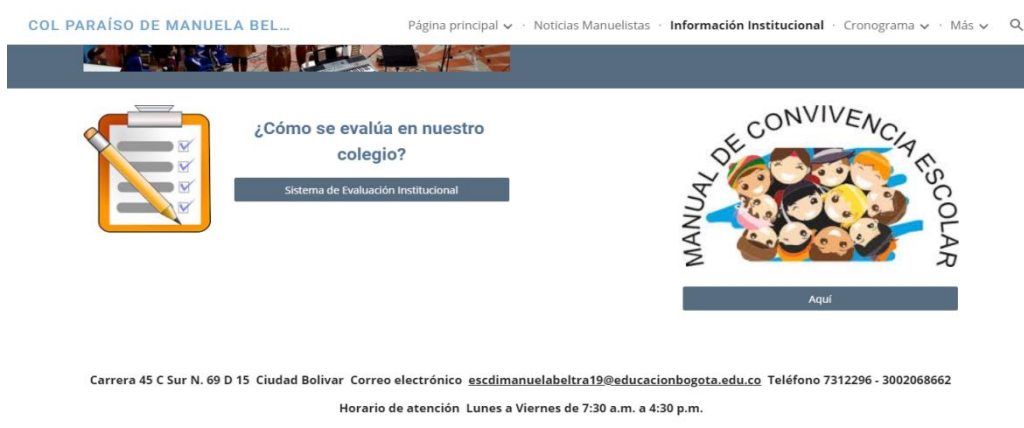 COL PARAÍSO DE MANUELA BEL...
Página principal · Noticias Manuelistas · Información Institucional · Cronograma · Más
¿Cómo se evalúa en nuestro
colegio?
Sistema de Evaluación Institucional
MANUAL DE CONVIVENCIA ESCOLAR
Aquí
Carrera 45 C Sur N. 69 D 15 Ciudad Bolivar Correo electrónico escdimanuelabeltra19@educacionbogota.edu.co Teléfono 7312296 - 3002068662
Horario de atención Lunes a Viernes de 7:30 a.m. a 4:30 p.m.